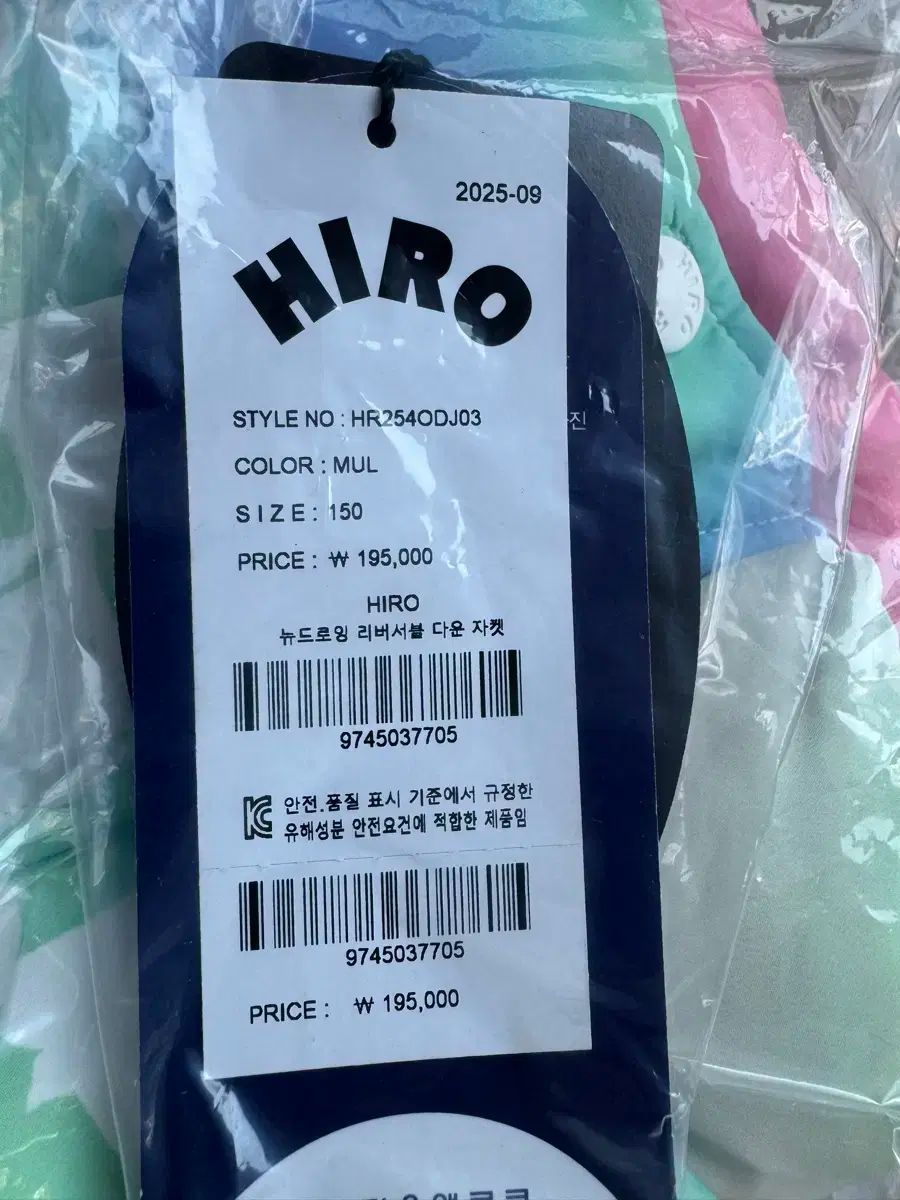 2025-09
HIRO
STYLE NO : HR254ODJ03
COLOR : MUL
SIZE : 150
PRICE : ₩ 195,000
HIRO
뉴드로잉 리버서블 다운 자켓
9745037705
KC 안전.품질 표시 기준에서 규정한
유해성분 안전요건에 적합한 제품임
9745037705
PRICE : ₩ 195,000
진
HIRO